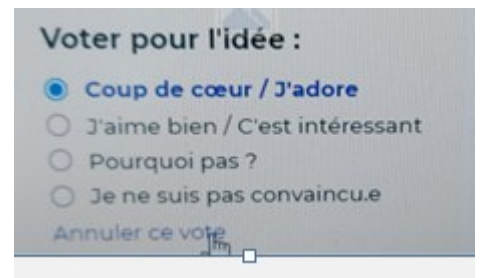 Voter pour l'idée :
Coup de cœur / J'adore
J'aime bien / C'est intéressant
Pourquoi pas ?
Je ne suis pas convaincu.e
Annuler ce vote